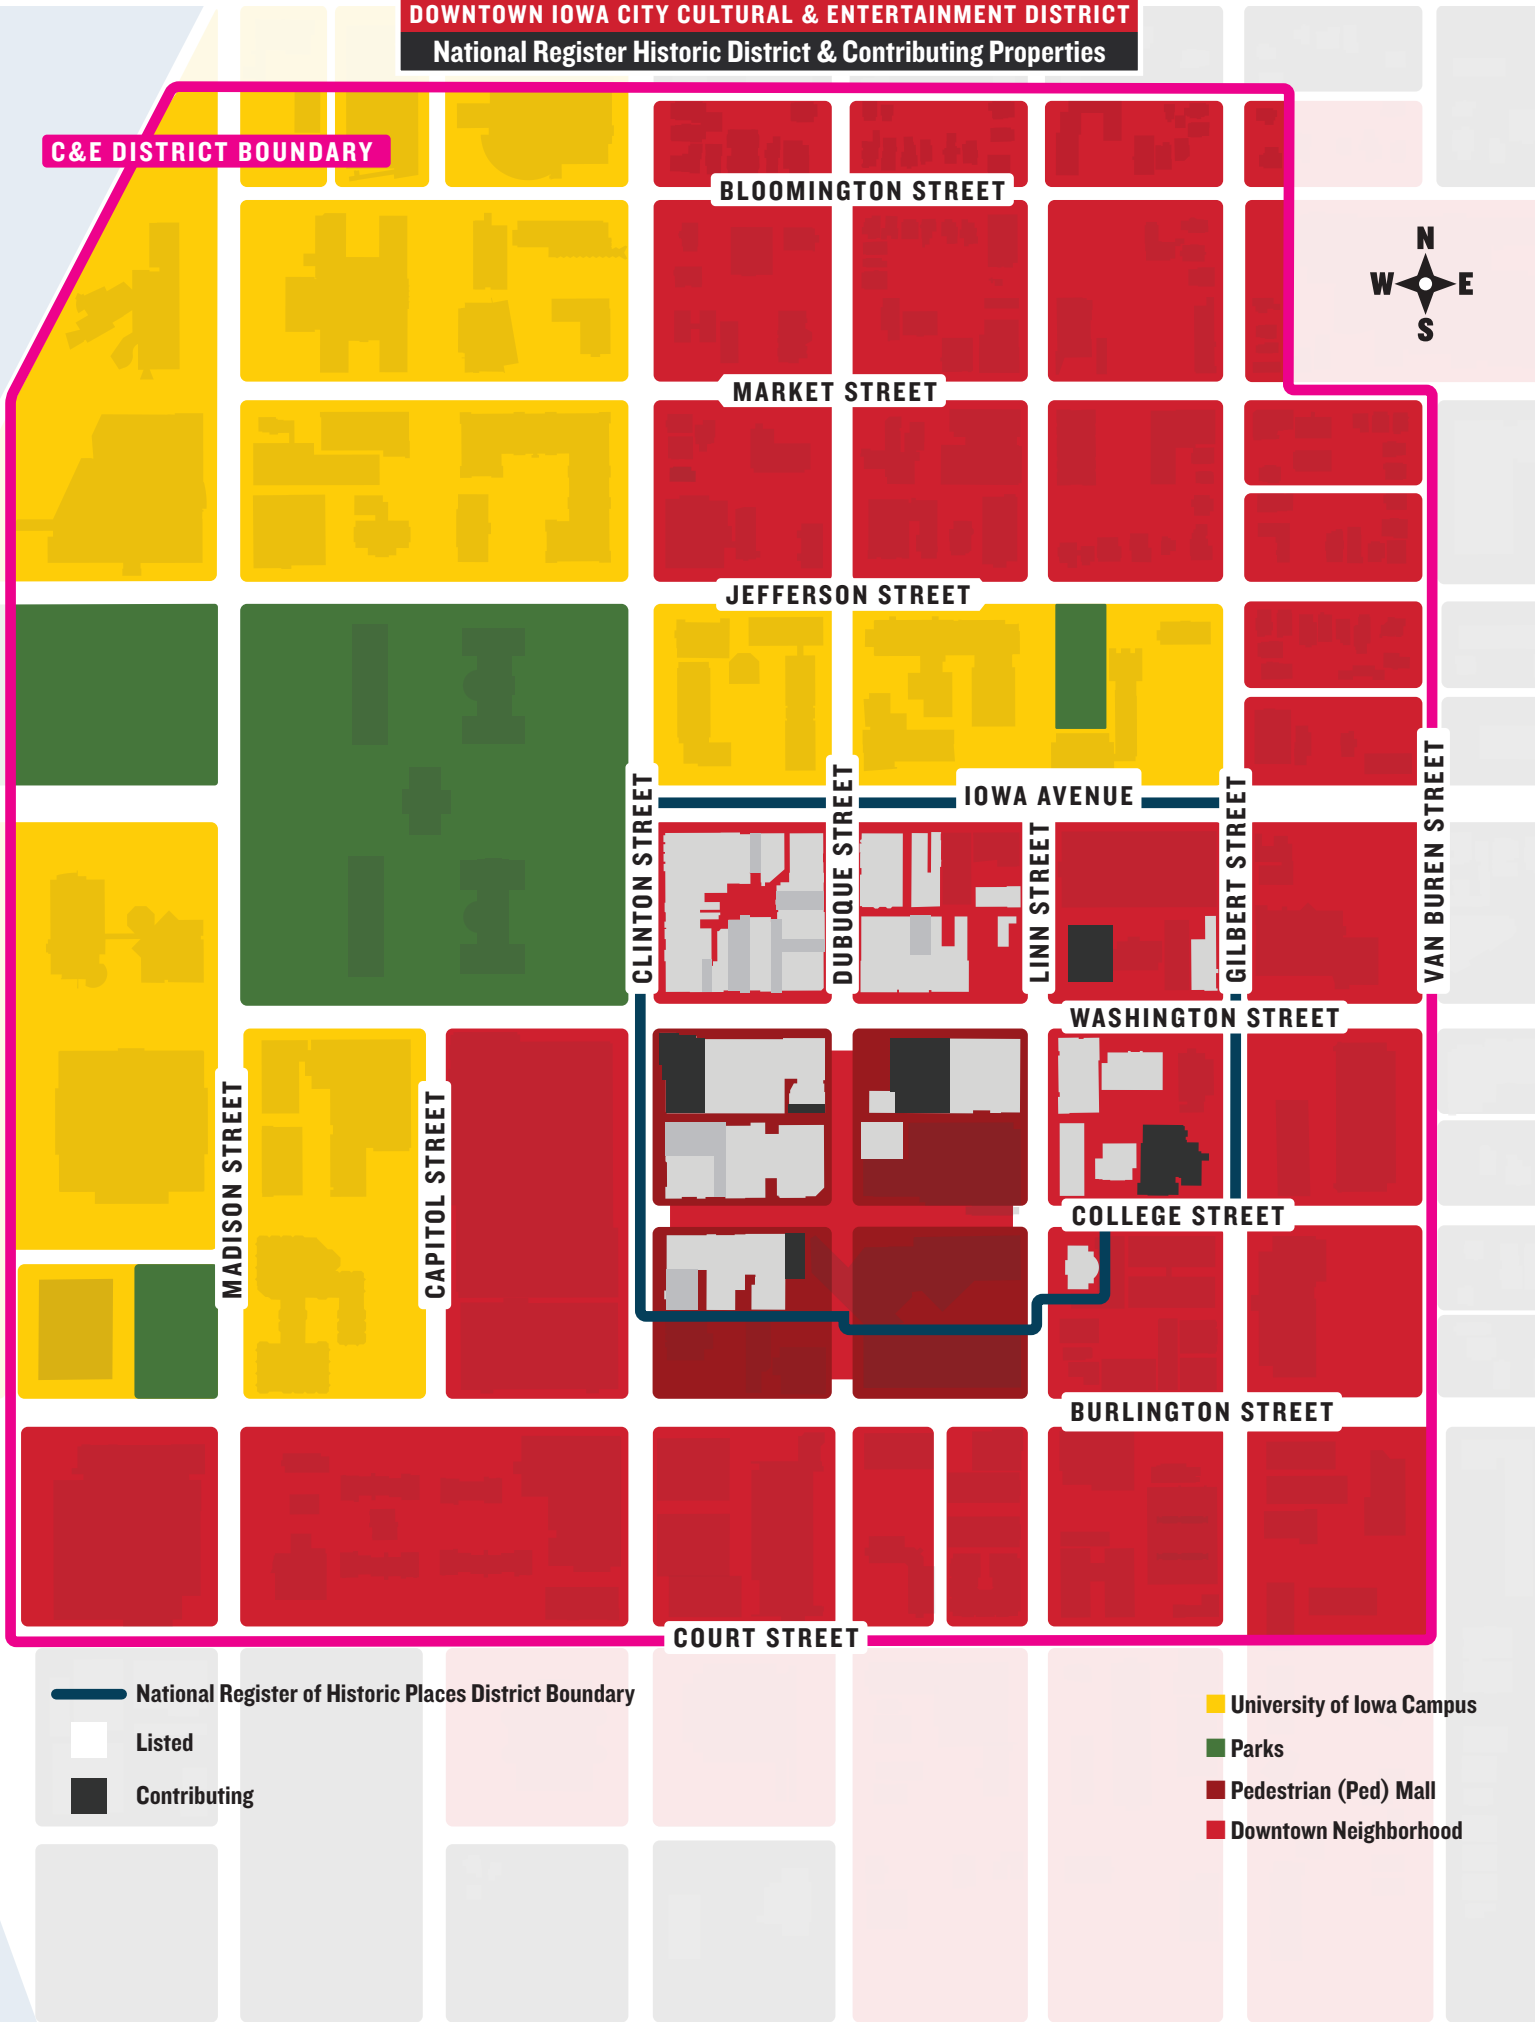 DOWNTOWN IOWA CITY CULTURAL & ENTERTAINMENT DISTRICT
National Register Historic District & Contributing Properties
C&E DISTRICT BOUNDARY
BLOOMINGTON STREET
N
W E
S
MARKET STREET
JEFFERSON STREET
IOWA AVENUE
CLINTON STREET
DUBUQUE STREET
LINN STREET
GILBERT STREET
VAN BUREN STREET
WASHINGTON STREET
MADISON STREET
CAPITOL STREET
COLLEGE STREET
BURLINGTON STREET
COURT STREET
National Register of Historic Places District Boundary
Listed
Contributing
University of Iowa Campus
Parks
Pedestrian (Ped) Mall
Downtown Neighborhood